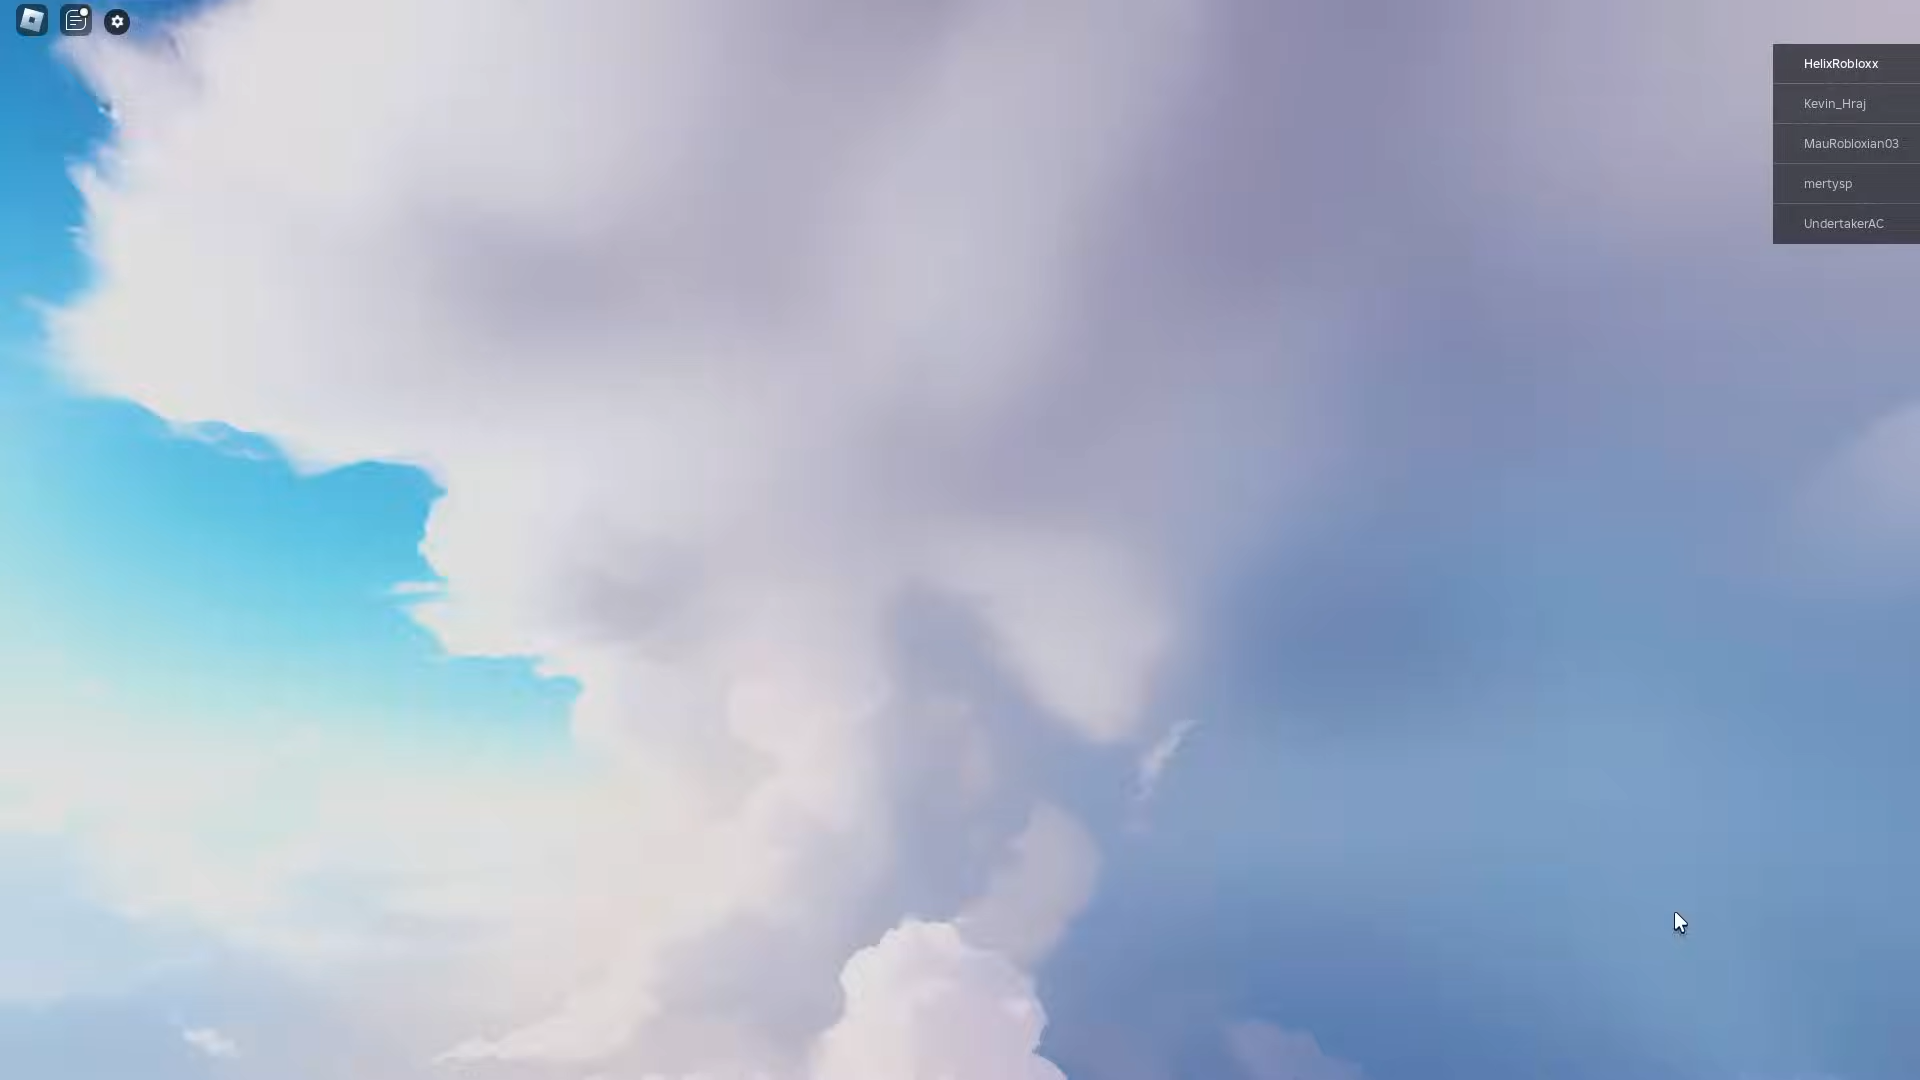 HelixRobloxx
Kevin_Hraj
MauRobloxian03
mertysp
UndertakerAC